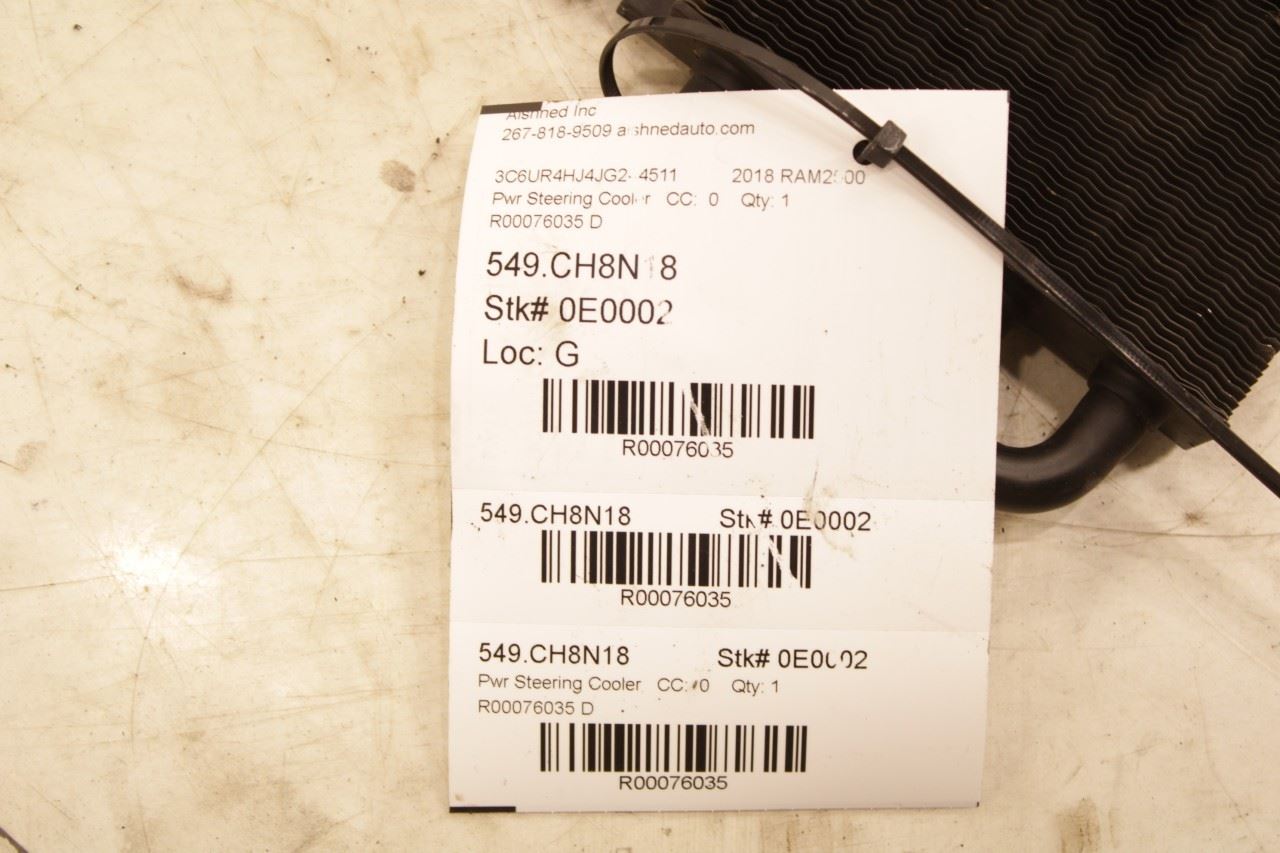 Aishned Inc
267-818-9509 aishnedauto.com
2018 RAM2500
Pwr Steering Cooler CC: 0 Qty: 1
R00076035 D
549.CH8N18
Stk# 0E0002
Loc: G
R00076035
549.CH8N18 Stk# 0E0002
R00076035
549.CH8N18 Stk# 0E0002
Pwr Steering Cooler CC: 0 Qty: 1
R00076035 D
R00076035